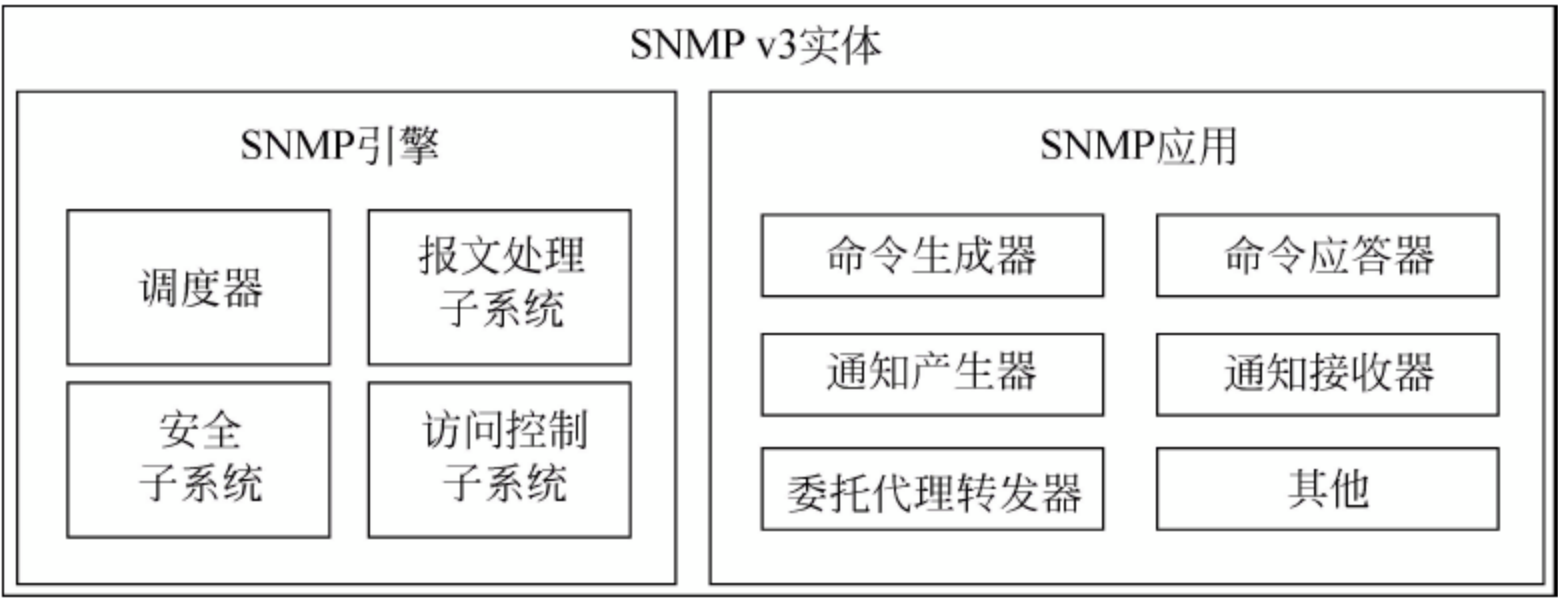 SNMP v3实体
SNMP引擎
调度器
报文处理
子系统
安全
子系统
访问控制
子系统
SNMP应用
命令生成器
命令应答器
通知产生器
通知接收器
委托代理转发器
其他